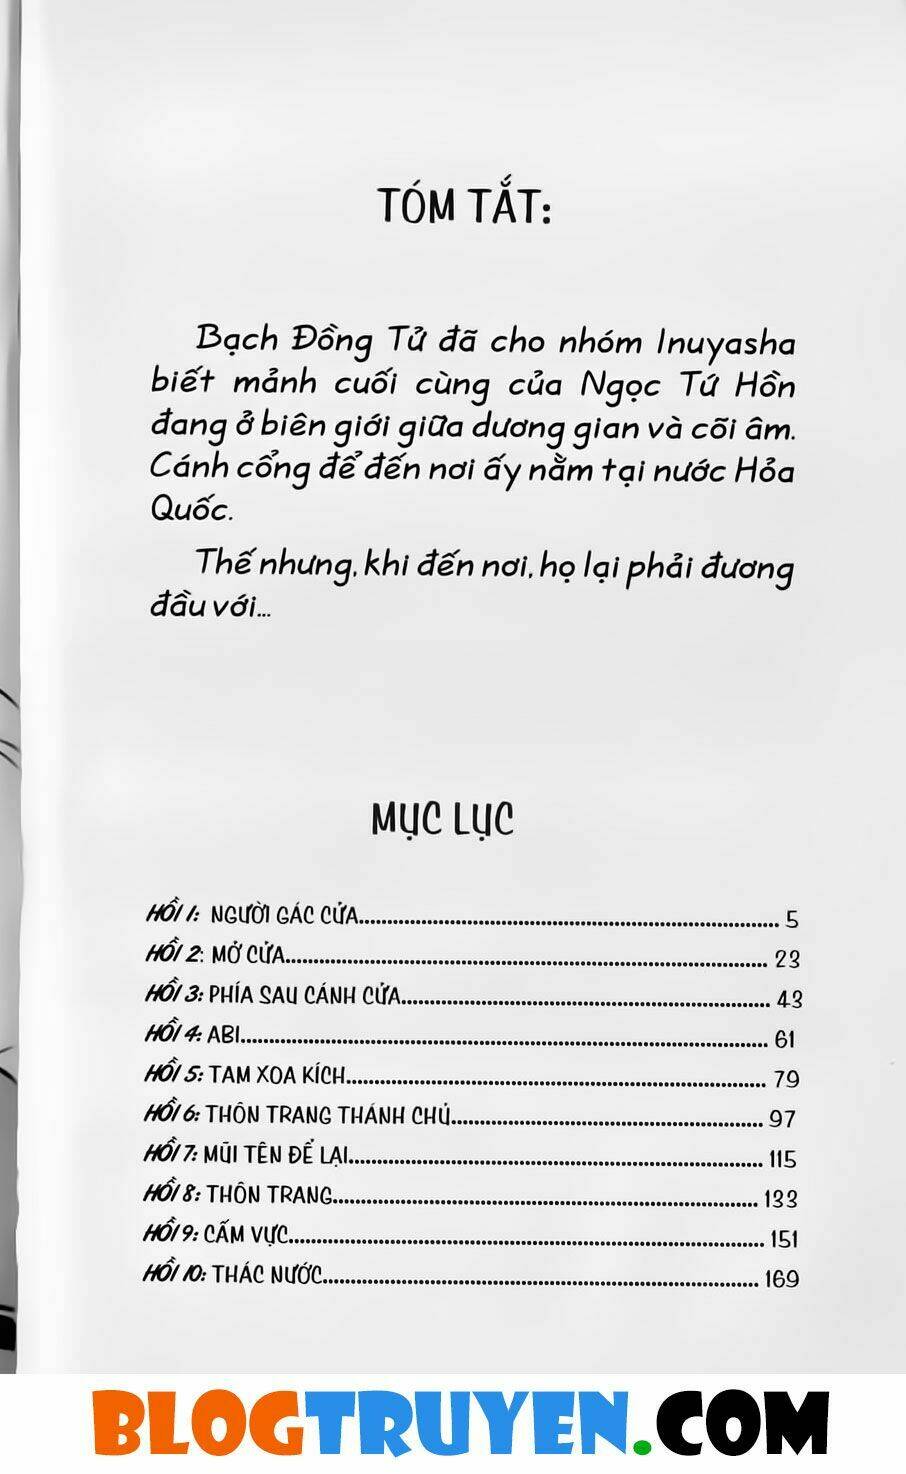 TÓM TẮT:
Bạch Đồng Tử đã cho nhóm Inuyasha
biết mảnh cuối cùng của Ngọc Tứ Hồn
đang ở biên giới giữa dương gian và cõi âm.
Cánh cổng để đến nơi ấy nằm tại nước Hỏa
Quốc.
Thế nhưng, khi đến nơi, họ lại phải đương
đầu với...
MỤC LỤC
HỒI 1: NGƯỜI GÁC CỬA.......... 5
HỒI 2: MỞ CỬA.......... 23
HỒI 3: PHÍA SAU CÁNH CỬA.......... 43
HỒI 4: ABI.......... 61
HỒI 5: TAM XOA KÍCH.......... 79
HỒI 6: THÔN TRANG THÁNH CHỦ.......... 97
HỒI 7: MŨI TÊN ĐỂ LẠI.......... 115
HỒI 8: THÔN TRANG.......... 133
HỒI 9: CẤM VỰC.......... 151
HỒI 10: THÁC NƯỚC.......... 169
BLOGTRUYEN.COM